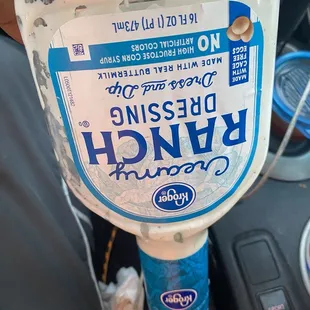 Kroger
Kroger
Creamy
RANCH
DRESSING
Dress and Dip
MADE WITH REAL BUTTERMILK
NO
HIGH FRUCTOSE CORN SYRUP
ARTIFICIAL COLORS
MADE WITH
CAGE FREE
EGGS
16 FL OZ (1 PT) 473mL